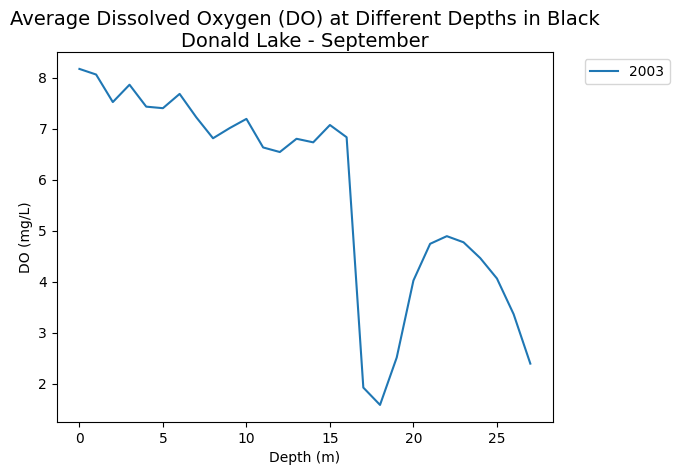 Average Dissolved Oxygen (DO) at Different Depths in Black
Donald Lake - September
2003
8
7
6
5
4
3
2
DO (mg/L)
0 5 10 15 20 25
Depth (m)